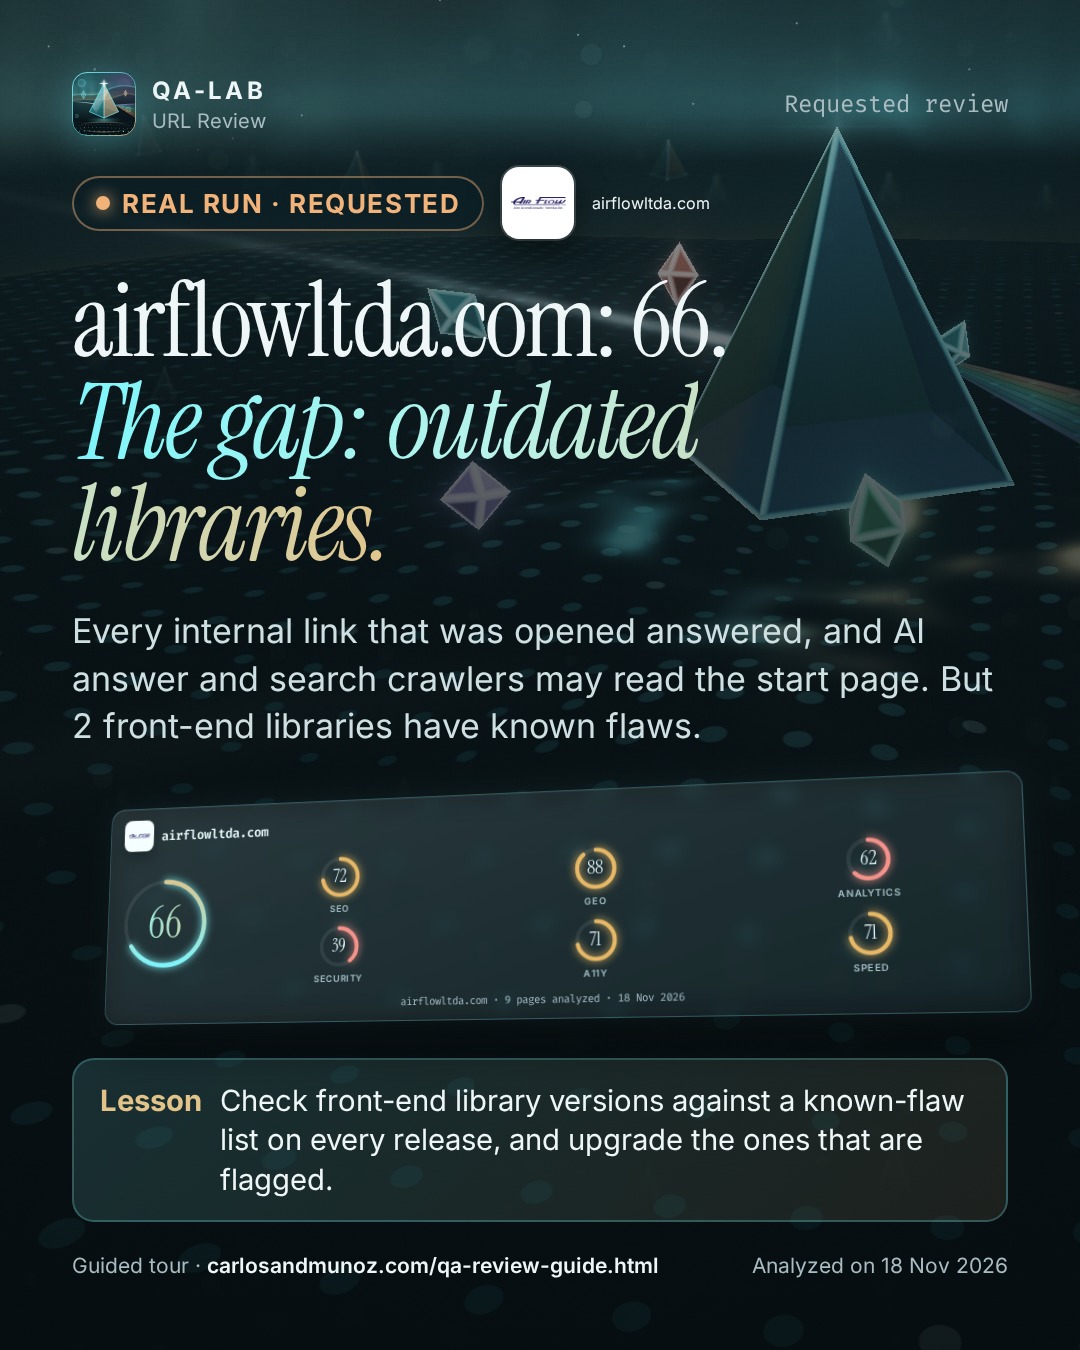 QA-LAB
URL Review
Requested review
REAL RUN · REQUESTED
AIR FLOW
airflowltda.com
airflowltda.com: 66.
The gap: outdated
libraries.
Every internal link that was opened answered, and AI
answer and search crawlers may read the start page. But
2 front-end libraries have known flaws.
airflowltda.com
66
72
SEO
88
GEO
62
ANALYTICS
39
SECURITY
71
A11Y
71
SPEED
airflowltda.com · 9 pages analyzed · 18 Nov 2026
Lesson
Check front-end library versions against a known-flaw
list on every release, and upgrade the ones that are
flagged.
Guided tour · carlosandmunoz.com/qa-review-guide.html
Analyzed on 18 Nov 2026